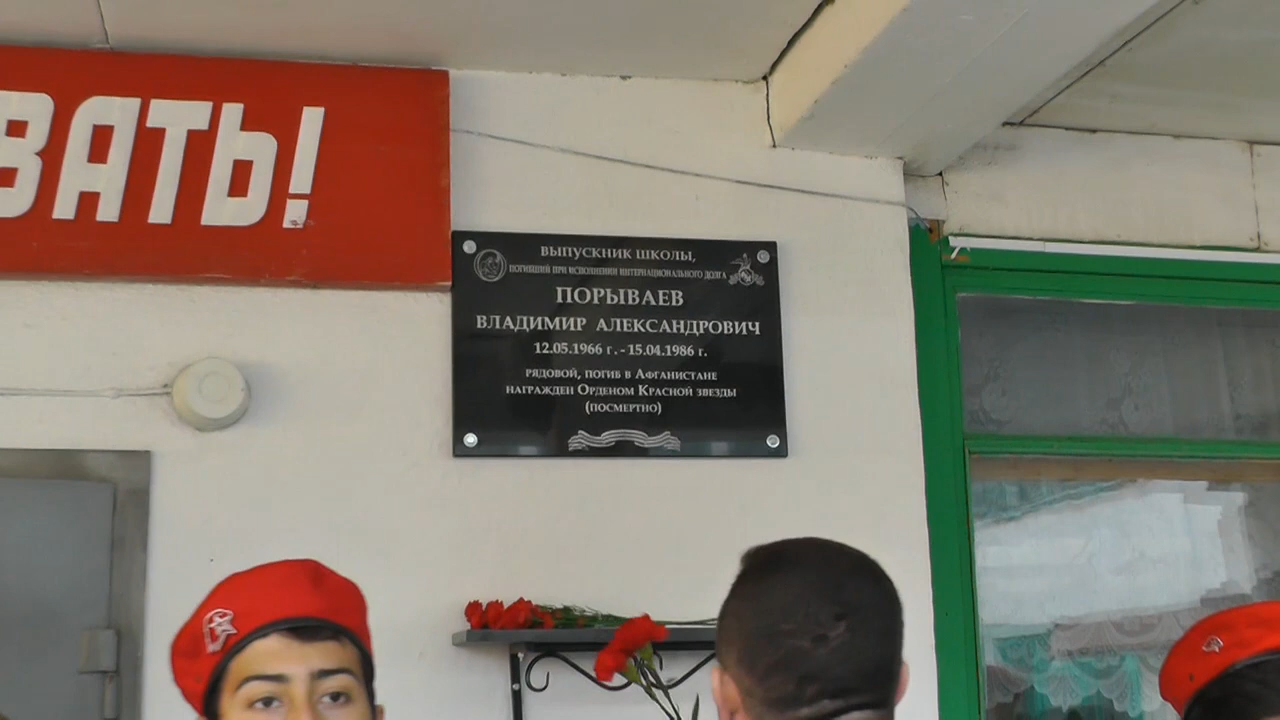 ВАТЬ!
ВЫПУСКНИК ШКОЛЫ,
ПОГИБШИЙ ПРИ ИСПОЛНЕНИИ ИНТЕРНАЦИОНАЛЬНОГО ДОЛГА
ПОРЫВАЕВ
ВЛАДИМИР АЛЕКСАНДРОВИЧ
12.05.1966 г. - 15.04.1986 г.
РЯДОВОЙ, ПОГИБ В АФГАНИСТАНЕ
НАГРАЖДЕН ОРДЕНОМ КРАСНОЙ ЗВЕЗДЫ
(ПОСМЕРТНО)